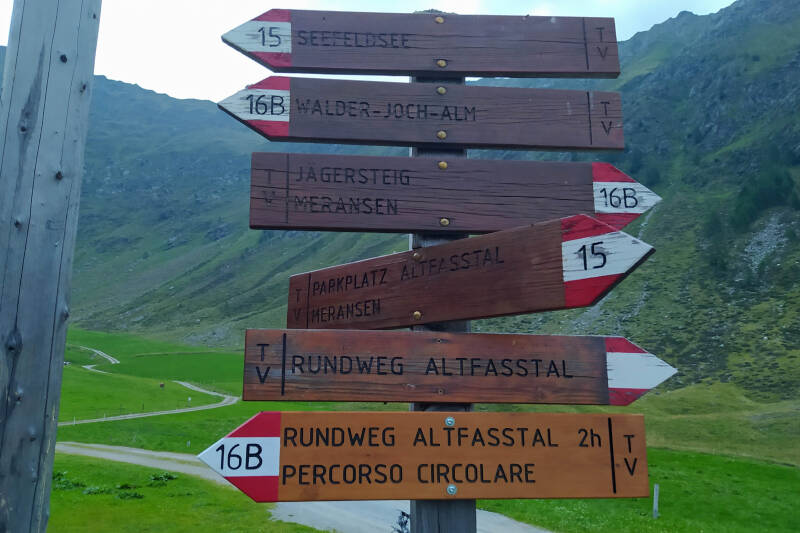 15 SEEFELDSEE TV
16B WALDER-JOCH-ALM TV
TV JÄGERSTEIG 16B
MERANSEN
TV PARKPLATZ ALTFASSTAL 15
MERANSEN
TV RUNDWEG ALTFASSTAL
16B RUNDWEG ALTFASSTAL 2h TV
PERCORSO CIRCOLARE